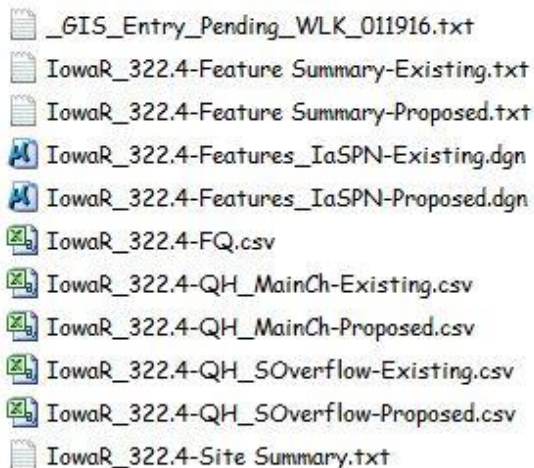 _GIS_Entry_Pending_WLK_011916.txt
IowaR_322.4-Feature Summary-Existing.txt
IowaR_322.4-Feature Summary-Proposed.txt
IowaR_322.4-Features_IaSPN-Existing.dgn
IowaR_322.4-Features_IaSPN-Proposed.dgn
IowaR_322.4-FQ.csv
IowaR_322.4-QH_MainCh-Existing.csv
IowaR_322.4-QH_MainCh-Proposed.csv
IowaR_322.4-QH_SOverflow-Existing.csv
IowaR_322.4-QH_SOverflow-Proposed.csv
IowaR_322.4-Site Summary.txt